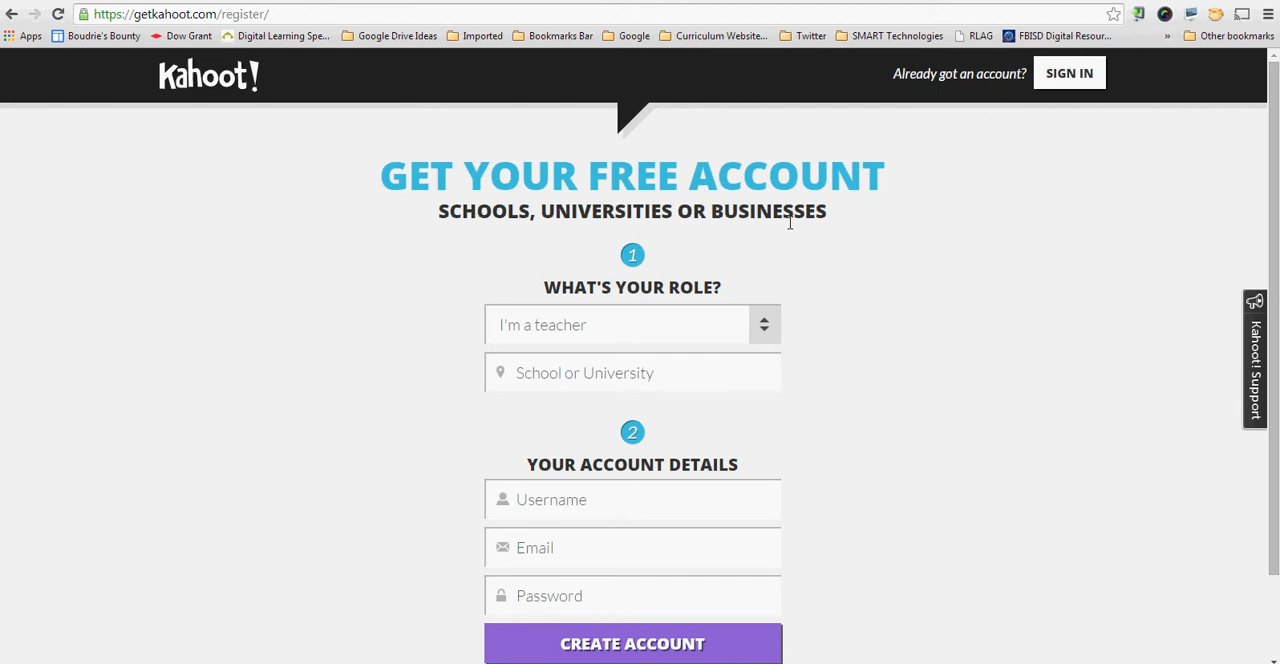 https://getkahoot.com/register/
Apps Boudrie's Bounty Dow Grant Digital Learning Spe... Google Drive Ideas Imported Bookmarks Bar Google Curriculum Website... Twitter SMART Technologies RLAG FBISD Digital Resour... » Other bookmarks
Kahoot! Already got an account? SIGN IN
GET YOUR FREE ACCOUNT
SCHOOLS, UNIVERSITIES OR BUSINESSES
1
WHAT'S YOUR ROLE?
I'm a teacher
School or University
Kahoot! Support
2
YOUR ACCOUNT DETAILS
Username
Email
Password
CREATE ACCOUNT